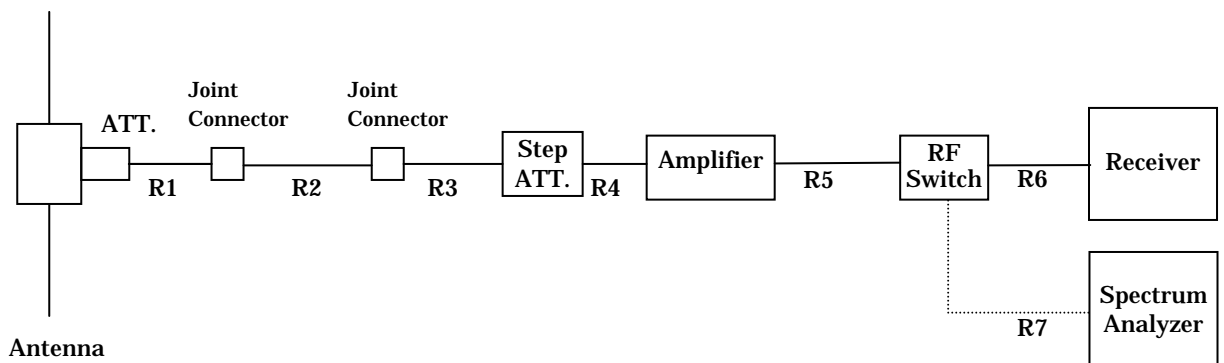 Joint
Connector
Joint
Connector
ATT.
Step
ATT.
Amplifier
RF
Switch
Receiver
R1
R2
R3
R4
R5
R6
Spectrum
Analyzer
R7
Antenna